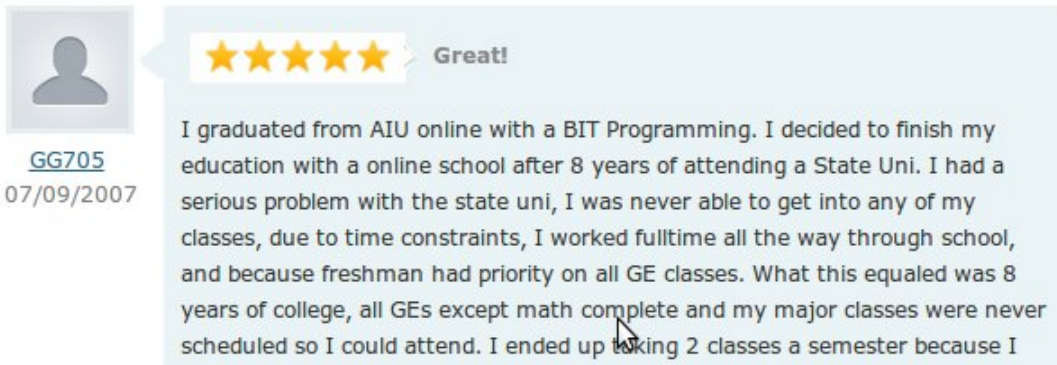 Great!
GG705
07/09/2007
I graduated from AIU online with a BIT Programming. I decided to finish my
education with a online school after 8 years of attending a State Uni. I had a
serious problem with the state uni, I was never able to get into any of my
classes, due to time constraints, I worked fulltime all the way through school,
and because freshman had priority on all GE classes. What this equaled was 8
years of college, all GEs except math complete and my major classes were never
scheduled so I could attend. I ended up taking 2 classes a semester because I